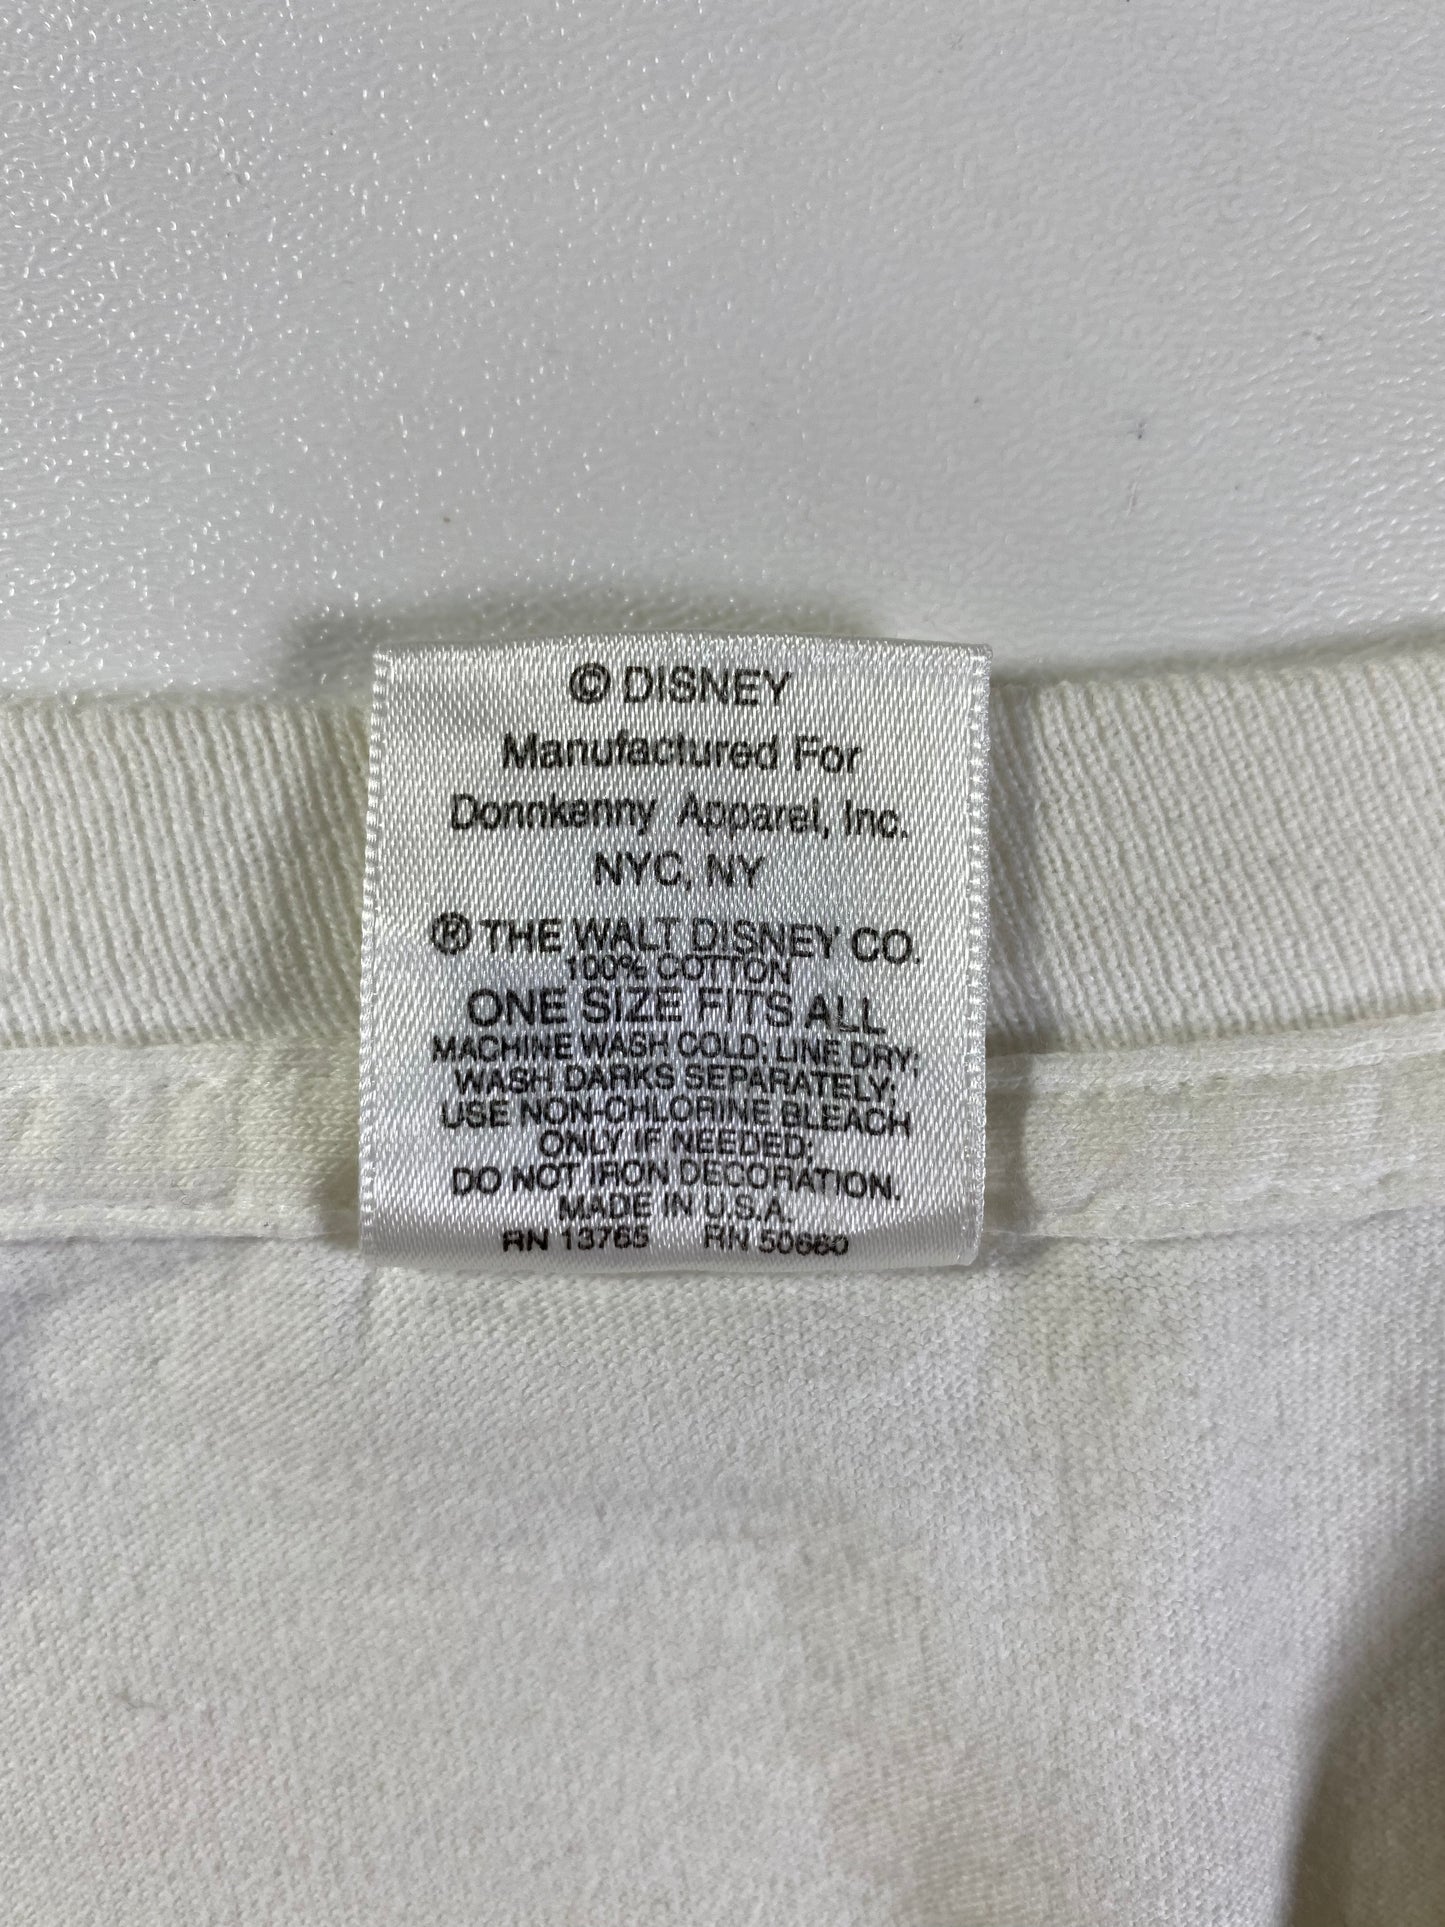 © DISNEY
Manufactured For
Donnkenny Apparel, Inc.
NYC, NY
® THE WALT DISNEY CO.
100% COTTON
ONE SIZE FITS ALL
MACHINE WASH COLD; LINE DRY;
WASH DARKS SEPARATELY;
USE NON-CHLORINE BLEACH
ONLY IF NEEDED;
DO NOT IRON DECORATION.
MADE IN U.S.A.
RN 13765 RN 50660